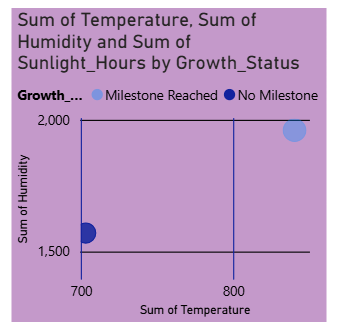 Sum of Temperature, Sum of
Humidity and Sum of
Sunlight_Hours by Growth_Status
Growth_... Milestone Reached No Milestone
2,000
1,500
Sum of Humidity
700 800
Sum of Temperature